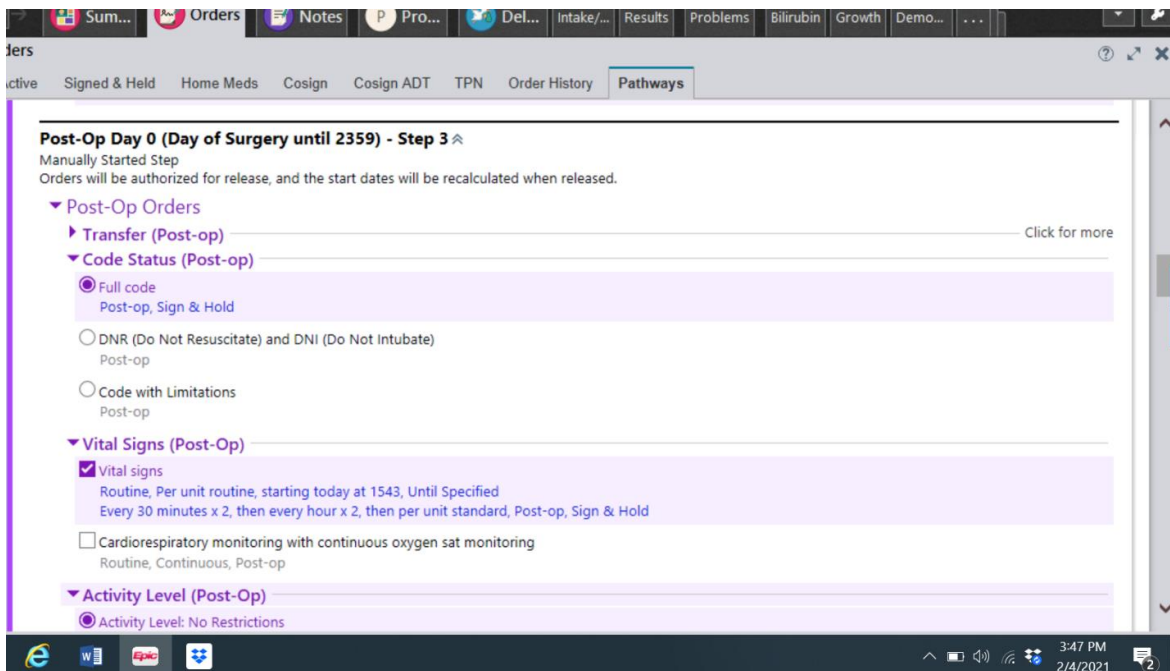 Sum... Orders Notes P Pro... Del... Intake/... Results Problems Bilirubin Growth Demo... ...
ders
ctive Signed & Held Home Meds Cosign Cosign ADT TPN Order History Pathways
Post-Op Day 0 (Day of Surgery until 2359) - Step 3
Manually Started Step
Orders will be authorized for release, and the start dates will be recalculated when released.
Post-Op Orders
Transfer (Post-op) Click for more
Code Status (Post-op)
Full code
Post-op, Sign & Hold
DNR (Do Not Resuscitate) and DNI (Do Not Intubate)
Post-op
Code with Limitations
Post-op
Vital Signs (Post-Op)
Vital signs
Routine, Per unit routine, starting today at 1543, Until Specified
Every 30 minutes x 2, then every hour x 2, then per unit standard, Post-op, Sign & Hold
Cardiorespiratory monitoring with continuous oxygen sat monitoring
Routine, Continuous, Post-op
Activity Level (Post-Op)
Activity Level: No Restrictions
W Epic 3:47 PM
2/4/2021 2